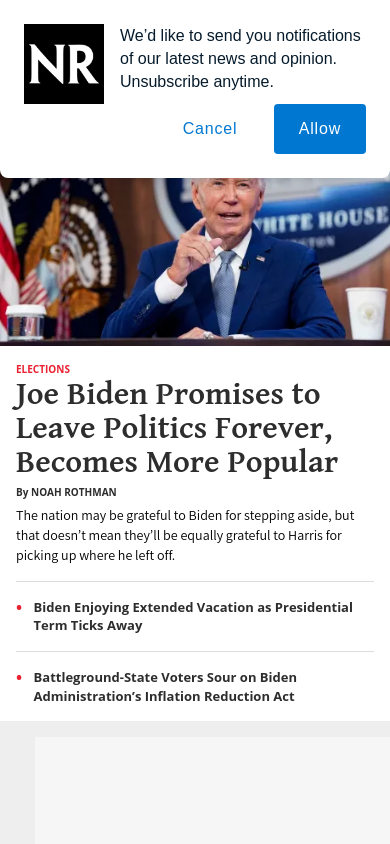 NR
We’d like to send you notifications
of our latest news and opinion.
Unsubscribe anytime.
Cancel
Allow
WHITE HOUSE
ELECTIONS
Joe Biden Promises to
Leave Politics Forever,
Becomes More Popular
By NOAH ROTHMAN
The nation may be grateful to Biden for stepping aside, but
that doesn’t mean they’ll be equally grateful to Harris for
picking up where he left off.
• Biden Enjoying Extended Vacation as Presidential
Term Ticks Away
• Battleground-State Voters Sour on Biden
Administration’s Inflation Reduction Act